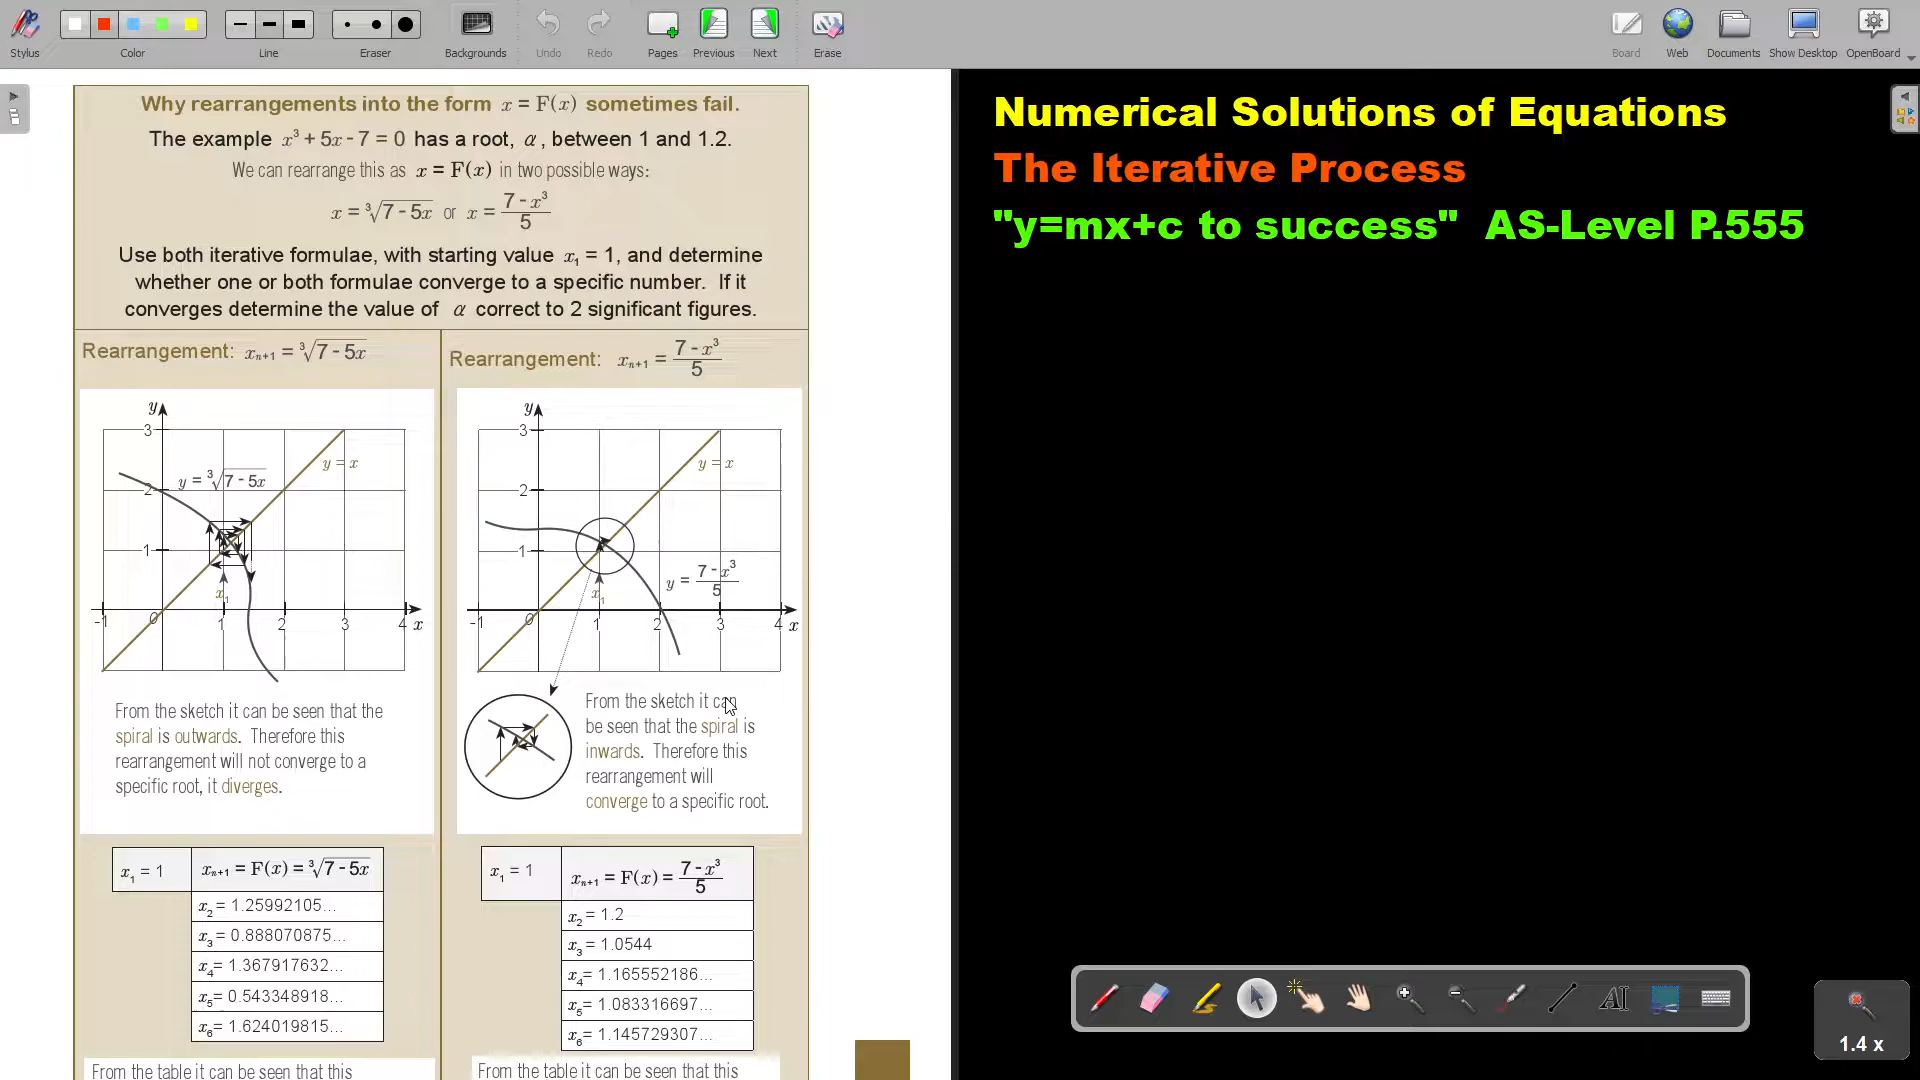 Stylus
Color
Line
Eraser
Backgrounds
Undo
Redo
Pages
Previous
Next
Erase
Board
Web
Documents
Show Desktop
OpenBoard
Why rearrangements into the form x = F(x) sometimes fail.
The example x³ + 5x - 7 = 0 has a root, α, between 1 and 1.2.
We can rearrange this as x = F(x) in two possible ways:
x = ³√(7 - 5x) or x = (7 - x³)/5
Use both iterative formulae, with starting value x₁ = 1, and determine
whether one or both formulae converge to a specific number. If it
converges determine the value of α correct to 2 significant figures.
Rearrangement: xₙ₊₁ = ³√(7 - 5x)
y
3
y = x
y = ³√(7 - 5x)
2
1
x₁
-1 0 1 2 3 4 x
From the sketch it can be seen that the
spiral is outwards. Therefore this
rearrangement will not converge to a
specific root, it diverges.
x₁ = 1
xₙ₊₁ = F(x) = ³√(7 - 5x)
x₂ = 1.25992105...
x₃ = 0.888070875...
x₄= 1.367917632...
x₅= 0.543348918...
x₆= 1.624019815...
From the table it can be seen that this
Rearrangement: xₙ₊₁ = (7 - x³)/5
y
3
y = x
2
1
y = (7 - x³)/5
x₁
-1 0 1 2 3 4 x
From the sketch it can
be seen that the spiral is
inwards. Therefore this
rearrangement will
converge to a specific root.
x₁ = 1
xₙ₊₁ = F(x) = (7 - x³)/5
x₂ = 1.2
x₃ = 1.0544
x₄= 1.165552186...
x₅= 1.083316697...
x₆= 1.145729307...
From the table it can be seen that this
Numerical Solutions of Equations
The Iterative Process
"y=mx+c to success" AS-Level P.555
AI
1.4 x